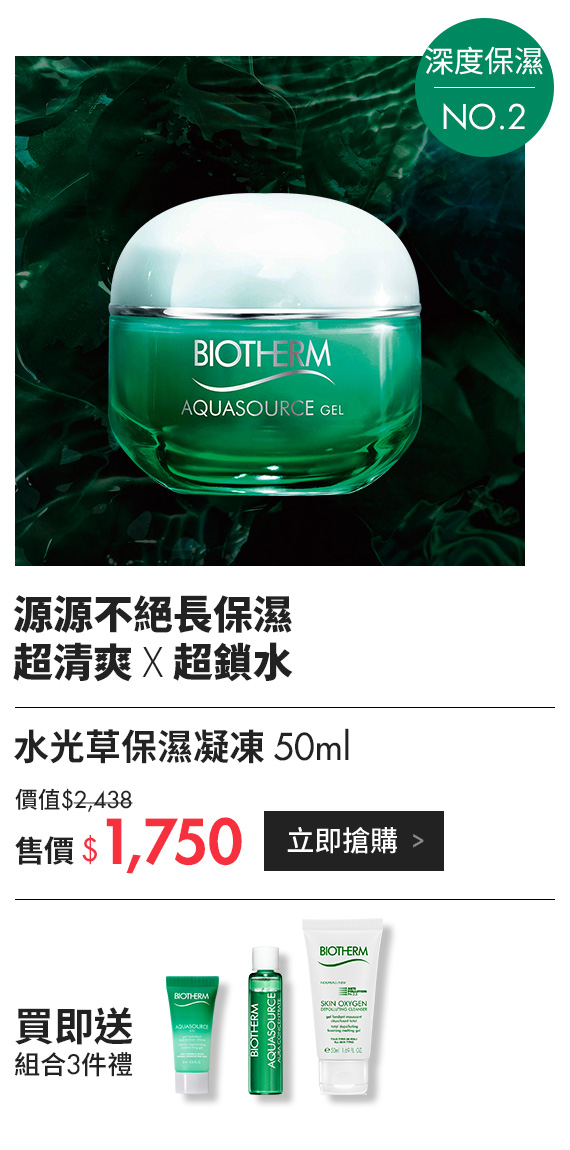 深度保濕
NO.2
BIOTHERM
AQUASOURCE GEL
源源不絕長保濕
超清爽 X 超鎖水
水光草保濕凝凍 50ml
價值$2,438
售價 $1,750
立即搶購 >
買即送
組合3件禮
BIOTHERM
AQUASOURCE
BIOTHERM
AQUASOURCE
BIOTHERM
SKIN OXYGEN
DEPOLLUTING CLEANSER